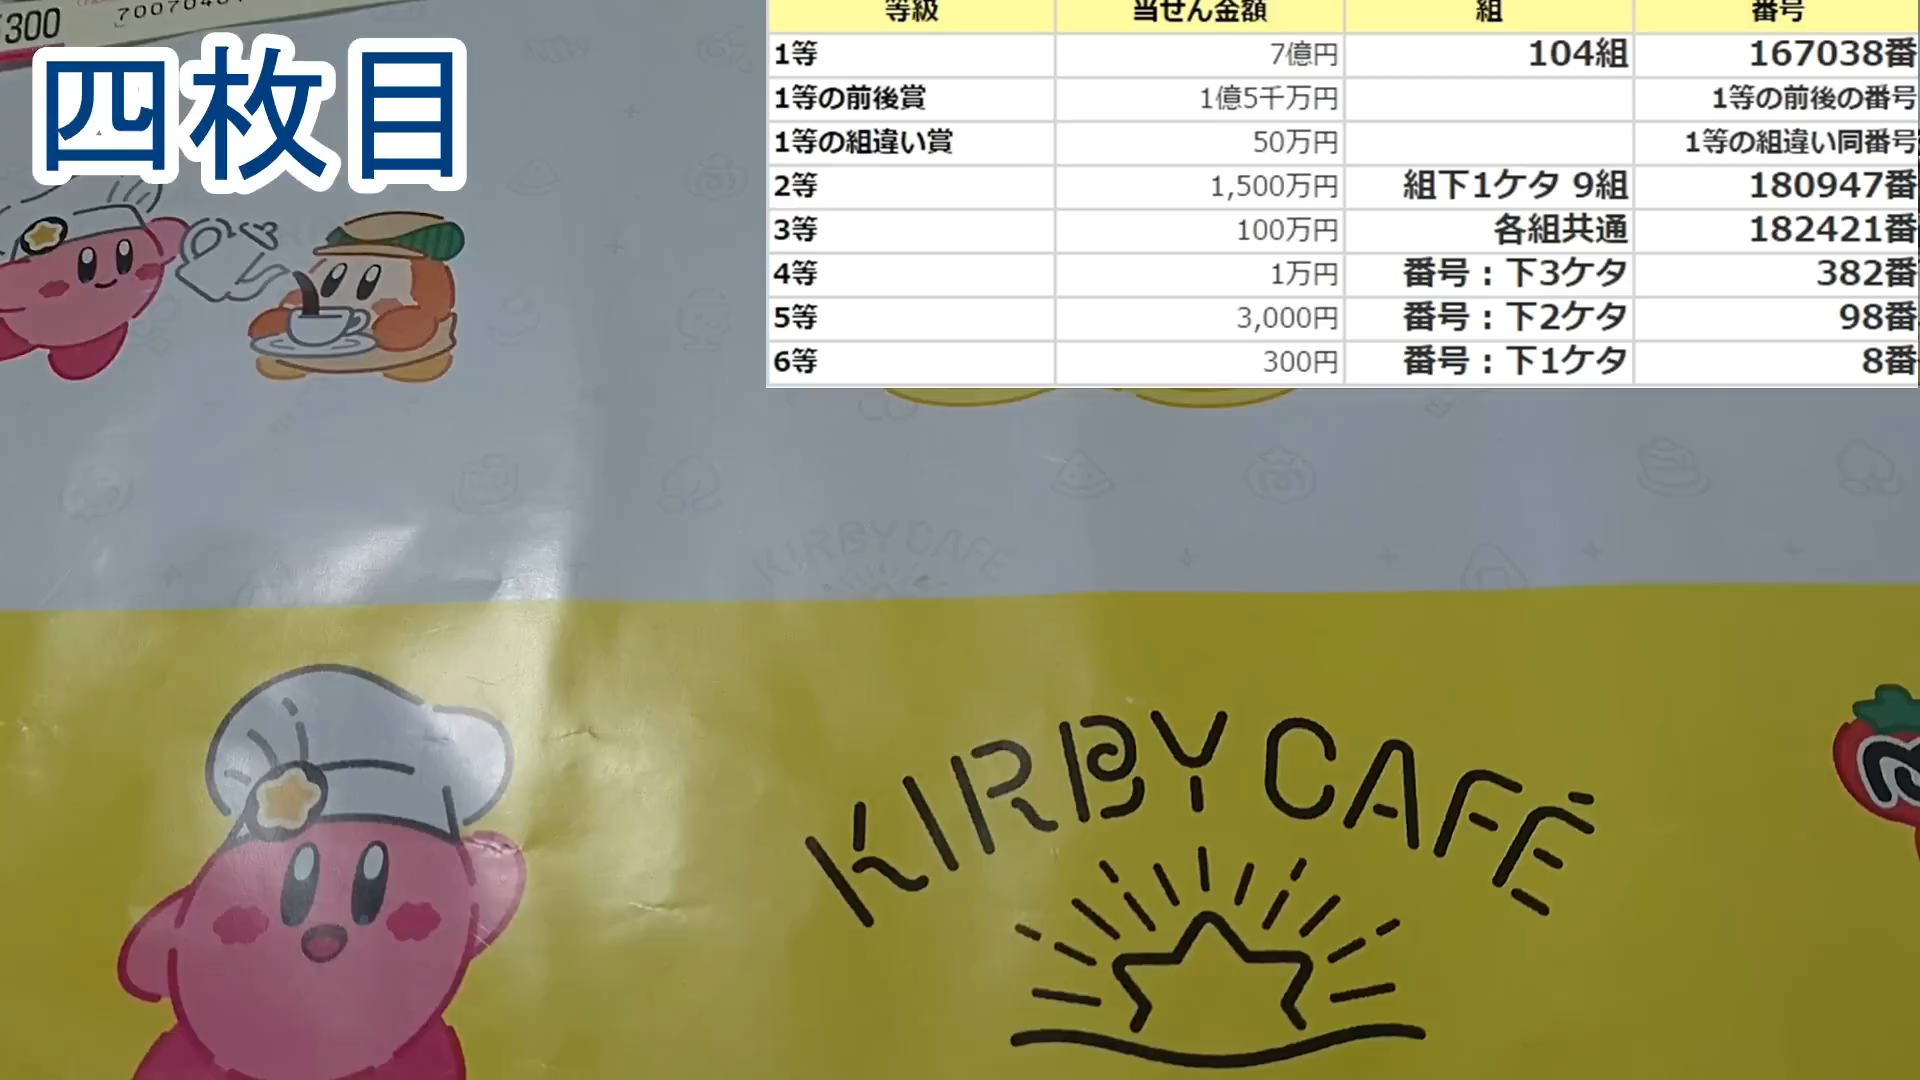 300
四枚目
等級 当せん金額 組 番号
1等 7億円 104組 167038番
1等の前後賞 1億5千万円 1等の前後の番号
1等の組違い賞 50万円 1等の組違い同番号
2等 1,500万円 組下1ケタ 9組 180947番
3等 100万円 各組共通 182421番
4等 1万円 番号：下3ケタ 382番
5等 3,000円 番号：下2ケタ 98番
6等 300円 番号：下1ケタ 8番
KIRBY CAFE
KIRBY CAFÉ